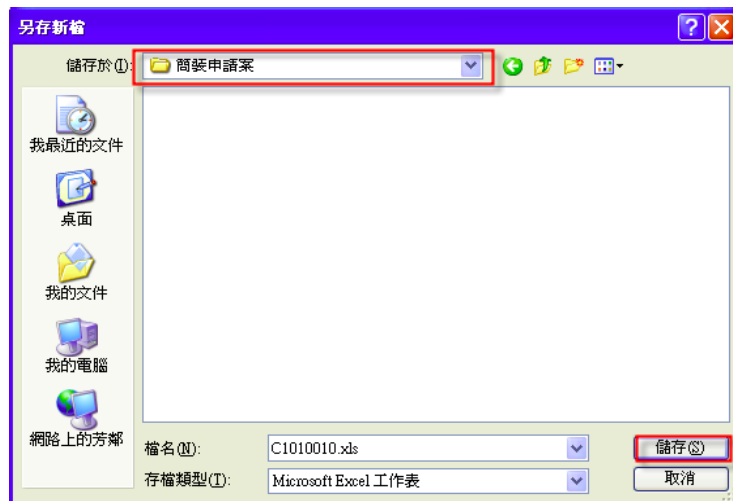 另存新檔
儲存於(I):
簡裝申請案
我最近的文件
桌面
我的文件
我的電腦
網路上的芳鄰
檔名(N):
C1010010.xls
儲存(S)
存檔類型(T):
Microsoft Excel 工作表
取消